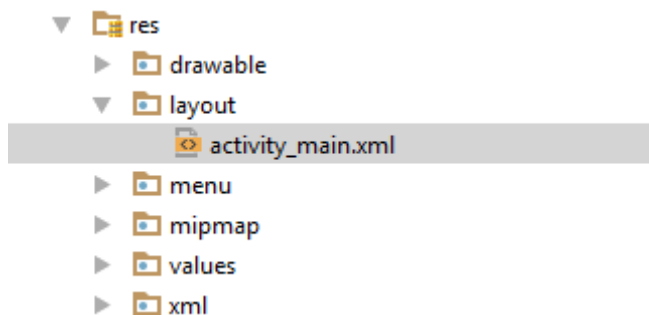 res
drawable
layout
activity_main.xml
menu
mipmap
values
xml